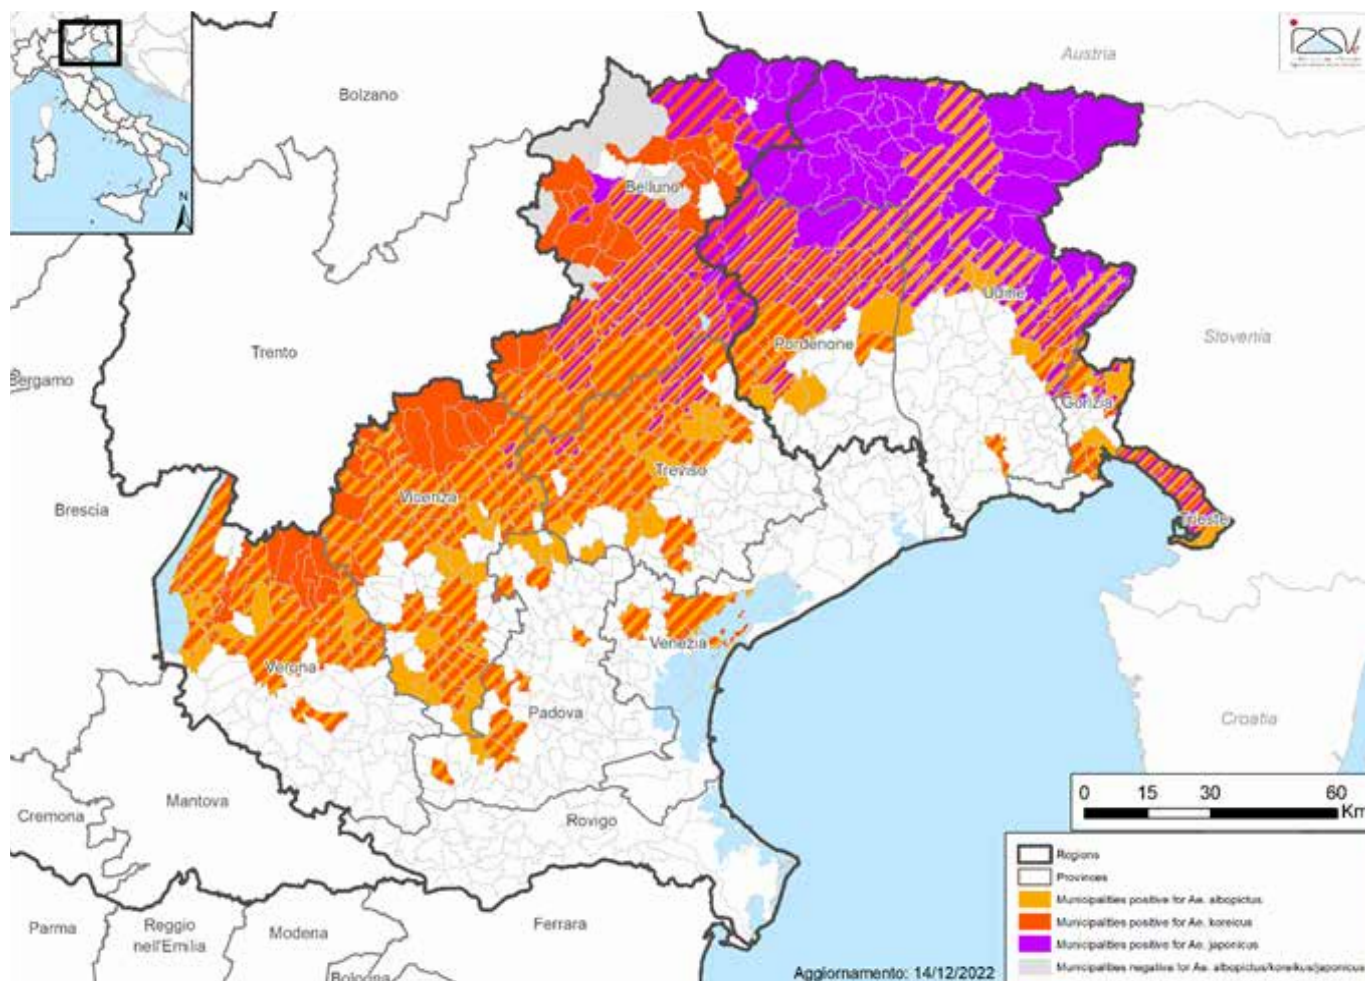 Austria
Bolzano
Belluno
Slovenia
Udine
Pordenone
Trento
Bergamo
Gorizia
Treviso
Vicenza
Brescia
Trieste
Venezia
Verona
Padova
Croatia
N
0 15 30 60
Km
Mantova
Cremona
Rovigo
Regions
Provinces
Municipalities positive for Ae. albopictus
Municipalities positive for Ae. koreicus
Municipalities positive for Ae. japonicus
Municipalities negative for Ae. albopictus/koreikus/japonicus
Parma
Reggio
nell'Emilia
Modena
Ferrara
Bologna
Aggiornamento: 14/12/2022